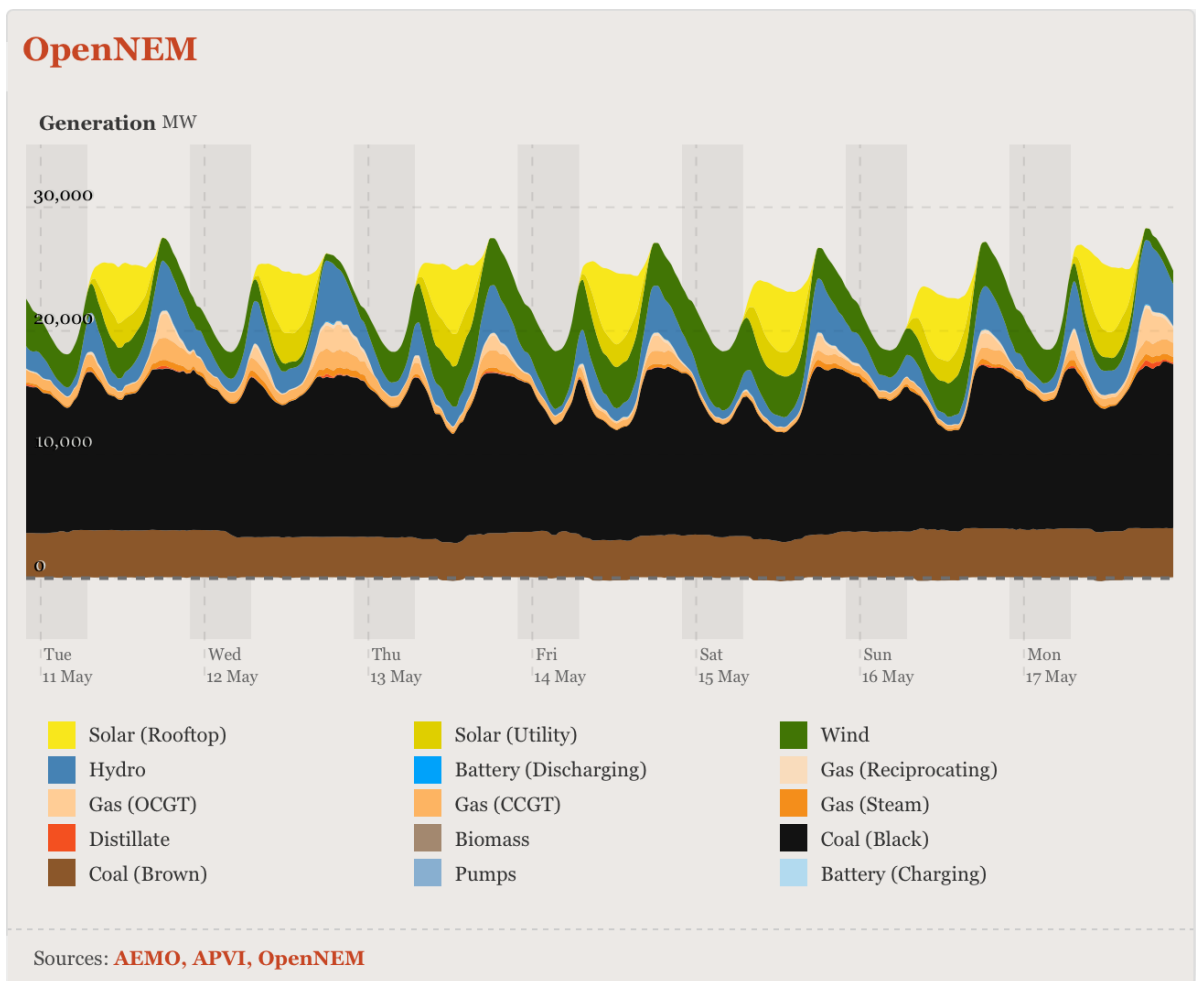 OpenNEM
Generation MW
30,000
20,000
10,000
0
Tue Wed Thu Fri Sat Sun Mon
11 May 12 May 13 May 14 May 15 May 16 May 17 May
Solar (Rooftop) Solar (Utility) Wind
Hydro Battery (Discharging) Gas (Reciprocating)
Gas (OCGT) Gas (CCGT) Gas (Steam)
Distillate Biomass Coal (Black)
Coal (Brown) Pumps Battery (Charging)
Sources: AEMO, APVI, OpenNEM